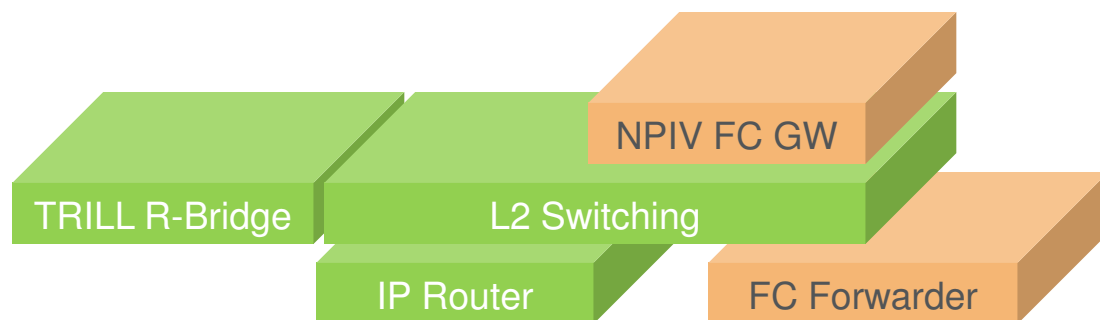 NPIV FC GW
TRILL R-Bridge
L2 Switching
IP Router
FC Forwarder